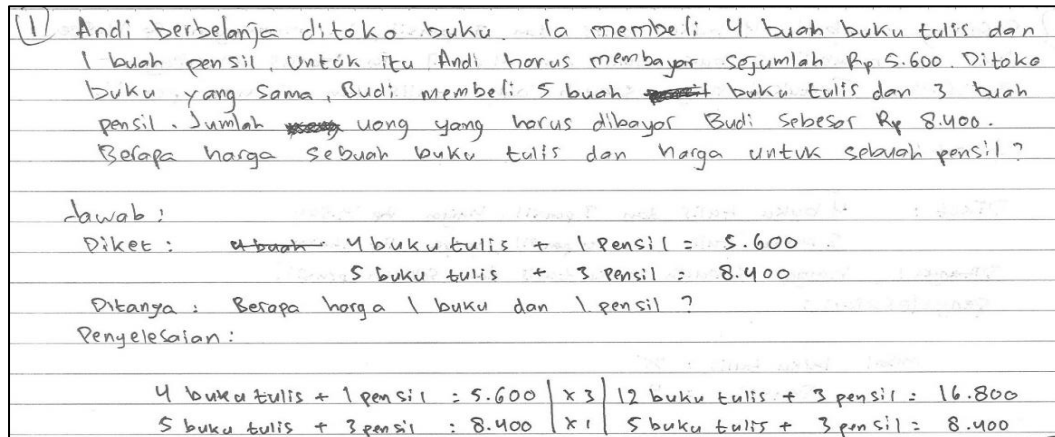 (1) Andi berbelanja ditoko buku. Ia membeli 4 buah buku tulis dan
1 buah pensil. Untuk itu Andi harus membayar sejumlah Rp 5.600. Ditoko
buku yang sama, Budi membeli 5 buah buku tulis dan 3 buah
pensil. Jumlah uang yang harus dibayar Budi sebesar Rp 8.400.
Berapa harga sebuah buku tulis dan harga untuk sebuah pensil?
Jawab :
Diket : 4 buku tulis + 1 Pensil = 5.600
5 buku tulis + 3 Pensil = 8.400
Ditanya : Berapa harga 1 buku dan 1 pensil ?
Penyelesaian :
4 buku tulis + 1 pensil = 5.600 | x 3 | 12 buku tulis + 3 pensil = 16.800
5 buku tulis + 3 pensil = 8.400 | x 1 | 5 buku tulis + 3 pensil = 8.400